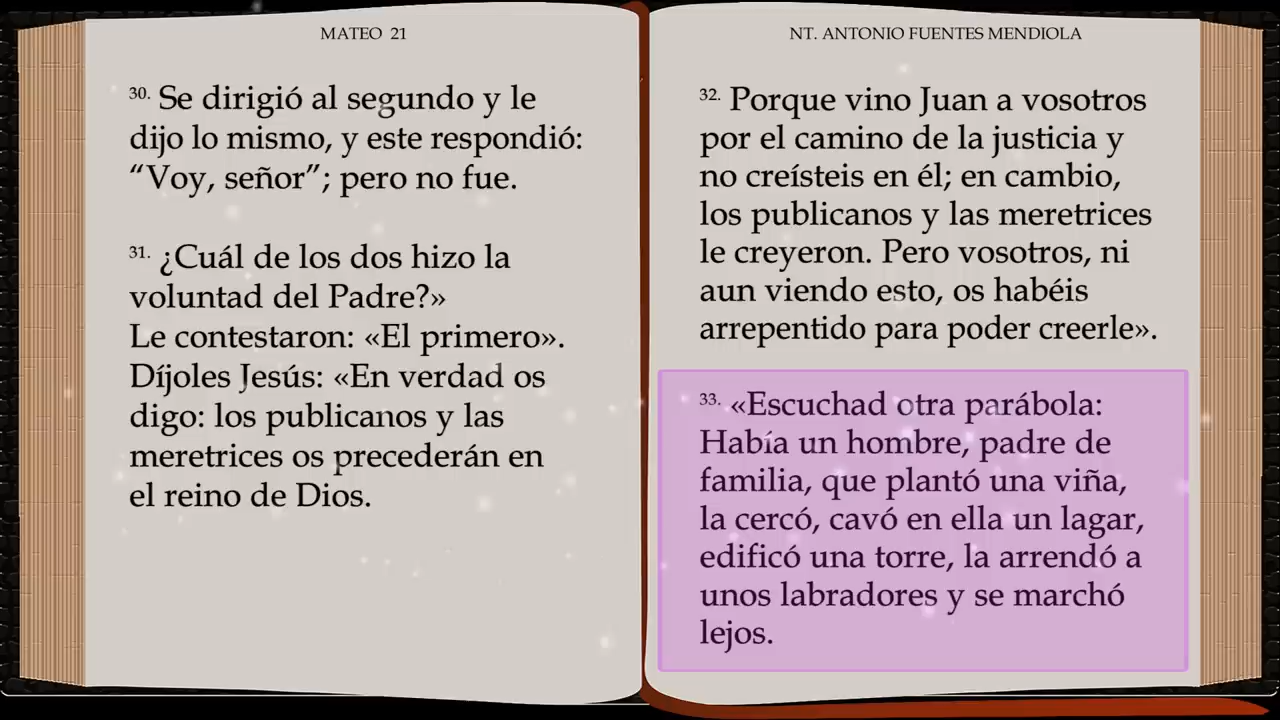 MATEO 21
30. Se dirigió al segundo y le
dijo lo mismo, y este respondió:
“Voy, señor”; pero no fue.
31. ¿Cuál de los dos hizo la
voluntad del Padre?»
Le contestaron: «El primero».
Díjoles Jesús: «En verdad os
digo: los publicanos y las
meretrices os precederán en
el reino de Dios.
NT. ANTONIO FUENTES MENDIOLA
32. Porque vino Juan a vosotros
por el camino de la justicia y
no creísteis en él; en cambio,
los publicanos y las meretrices
le creyeron. Pero vosotros, ni
aun viendo esto, os habéis
arrepentido para poder creerle».
33. «Escuchad otra parábola:
Había un hombre, padre de
familia, que plantó una viña,
la cercó, cavó en ella un lagar,
edificó una torre, la arrendó a
unos labradores y se marchó
lejos.